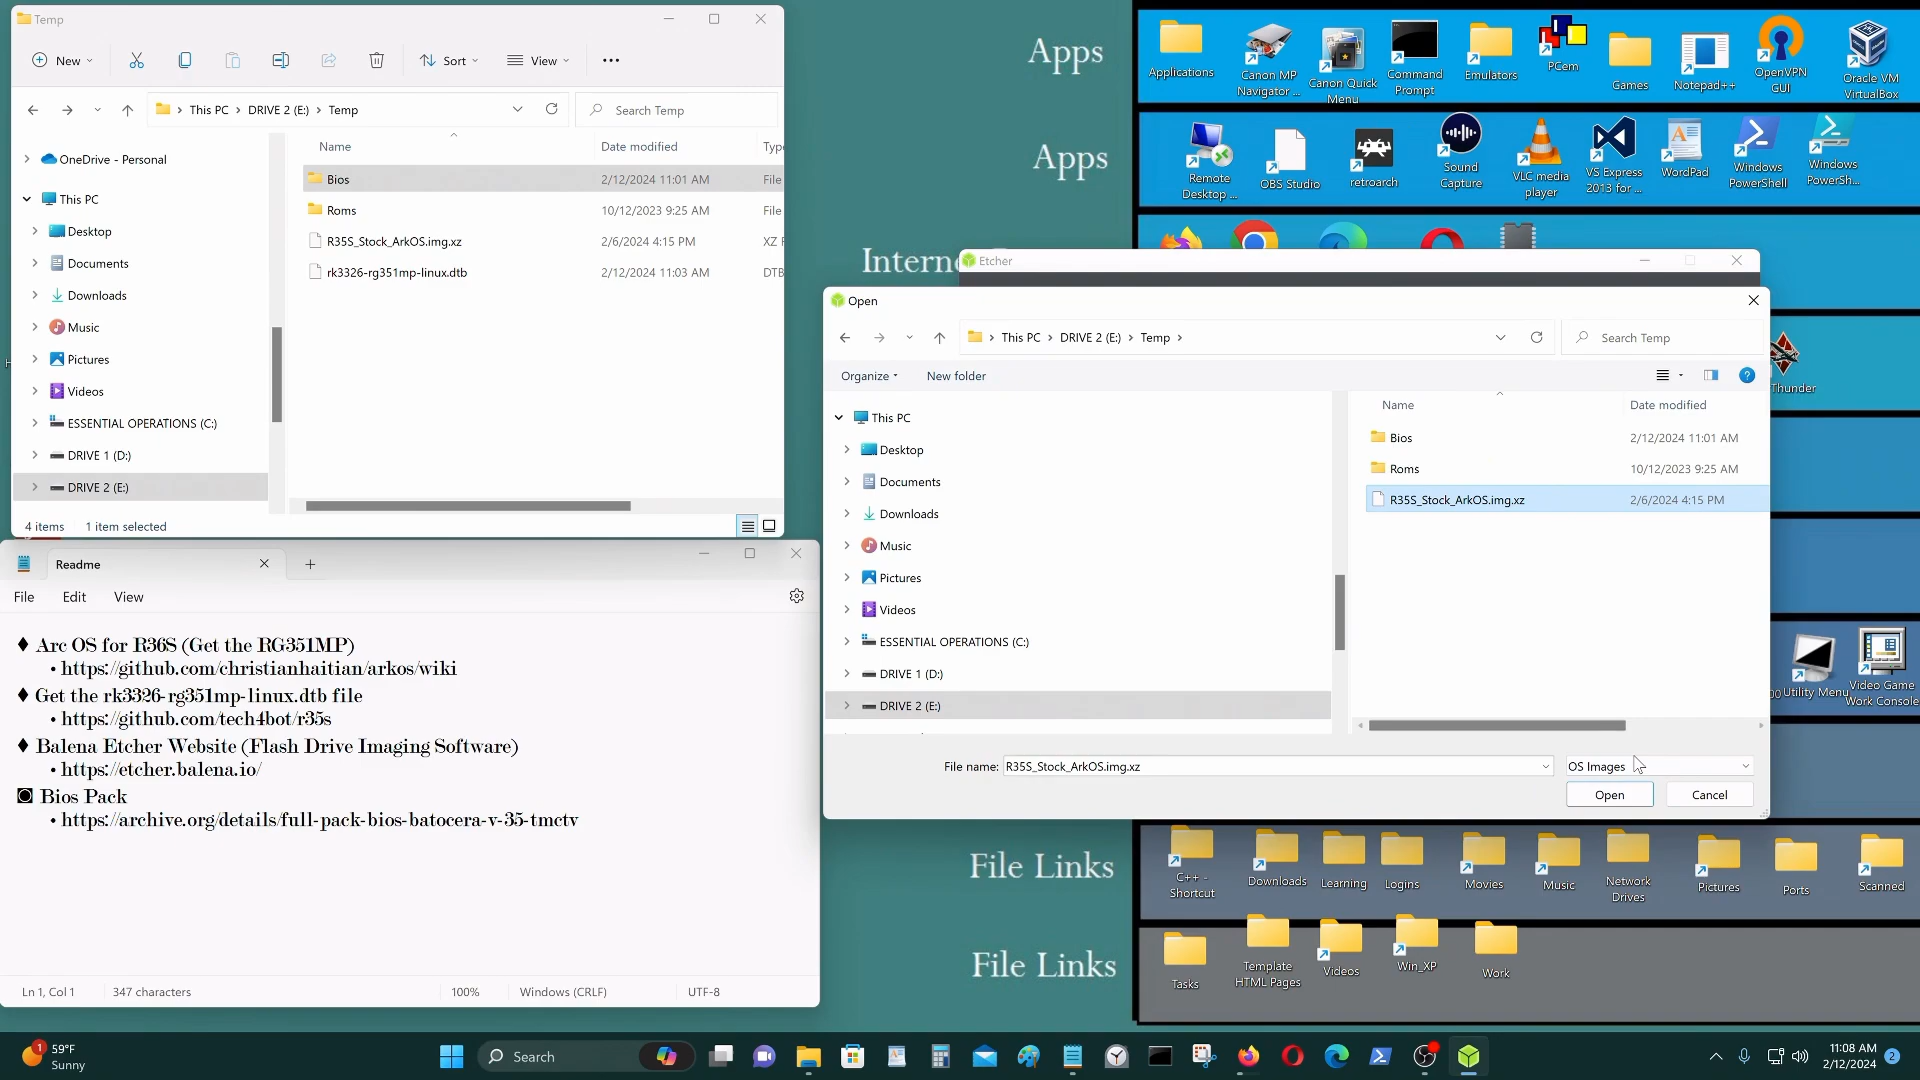 Temp
New
Sort
View
This PC > DRIVE 2 (E:) > Temp
Search Temp
Name
Date modified
OneDrive - Personal
This PC
Desktop
Documents
Downloads
Music
Pictures
Videos
ESSENTIAL OPERATIONS (C:)
DRIVE 1 (D:)
DRIVE 2 (E:)
Bios 2/12/2024 11:01 AM File
Roms 10/12/2023 9:25 AM File
R35S_Stock_ArkOS.img.xz 2/6/2024 4:15 PM
rk3326-rg351mp-linux.dtb 2/12/2024 11:03 AM
4 items 1 item selected
Readme
File Edit View
♦ Arc OS for R36S (Get the RG351MP)
• https://github.com/christianhaitian/arkos/wiki
♦ Get the rk3326-rg351mp-linux.dtb file
• https://github.com/tech4bot/r35s
♦ Balena Etcher Website (Flash Drive Imaging Software)
• https://etcher.balena.io/
◙ Bios Pack
• https://archive.org/details/full-pack-bios-batocera-v-35-tmctv
Ln 1, Col 1 347 characters 100% Windows (CRLF) UTF-8
Apps
Applications
Canon MP
Navigator ...
Canon Quick
Menu
Command
Prompt
Emulators
PCem
Games
Notepad++
OpenVPN
GUI
Oracle VM
VirtualBox
Apps
Remote
Desktop ...
OBS Studio
retroarch
Sound
Capture
VLC media
player
VS Express
2013 for ...
WordPad
Windows
PowerShell
Windows
PowerSh...
Etcher
Open
This PC > DRIVE 2 (E:) > Temp >
Search Temp
Organize New folder
This PC
Desktop
Documents
Downloads
Music
Pictures
Videos
ESSENTIAL OPERATIONS (C:)
DRIVE 1 (D:)
DRIVE 2 (E:)
Name Date modified
Bios 2/12/2024 11:01 AM
Roms 10/12/2023 9:25 AM
R35S_Stock_ArkOS.img.xz 2/6/2024 4:15 PM
File name: R35S_Stock_ArkOS.img.xz
OS Images
Open Cancel
Thunder
Utility Menu
Video Game
Work Console
File Links
C++ -
Shortcut
Downloads
Learning
Logins
Movies
Music
Network
Drives
Pictures
Ports
Scanned
File Links
Tasks
Template
HTML Pages
Videos
Win_XP
Work
1
59°F
Sunny
Search
11:08 AM
2/12/2024
2